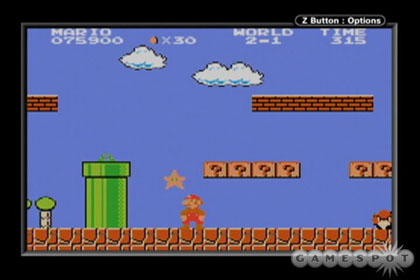 Z Button : Options
MARIO WORLD TIME
075900 ×30 2-1 315
? ? ? ? ? ?
GAMESPOT